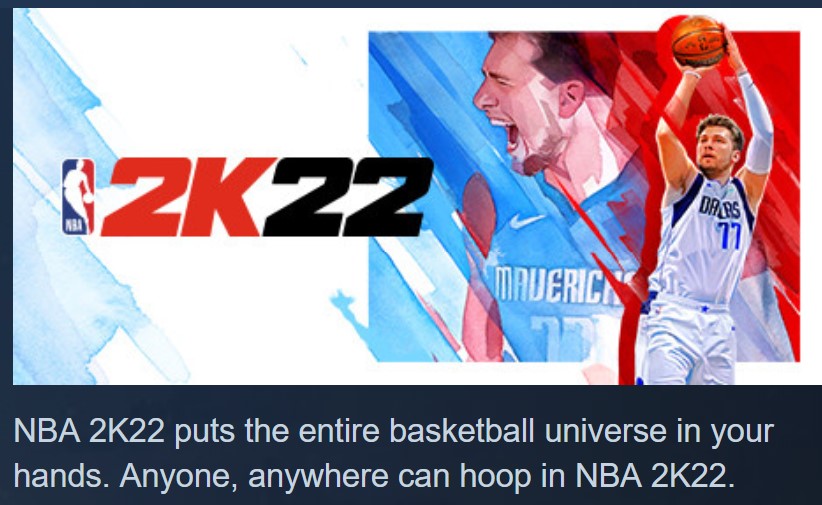 NBA 2K22
MAVERICKS
DALLAS
77
77
NBA 2K22 puts the entire basketball universe in your
hands. Anyone, anywhere can hoop in NBA 2K22.